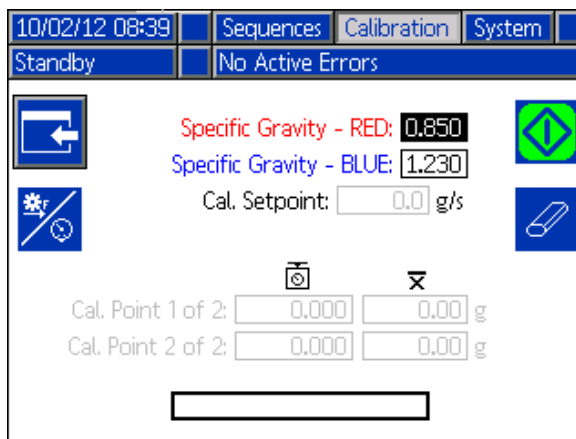 10/02/12 08:39 Sequences Calibration System
Standby No Active Errors
Specific Gravity - RED: 0.850
Specific Gravity - BLUE: 1.230
Cal. Setpoint: 0.0 g/s
F
x̅
Cal. Point 1 of 2: 0.000 0.00 g
Cal. Point 2 of 2: 0.000 0.00 g